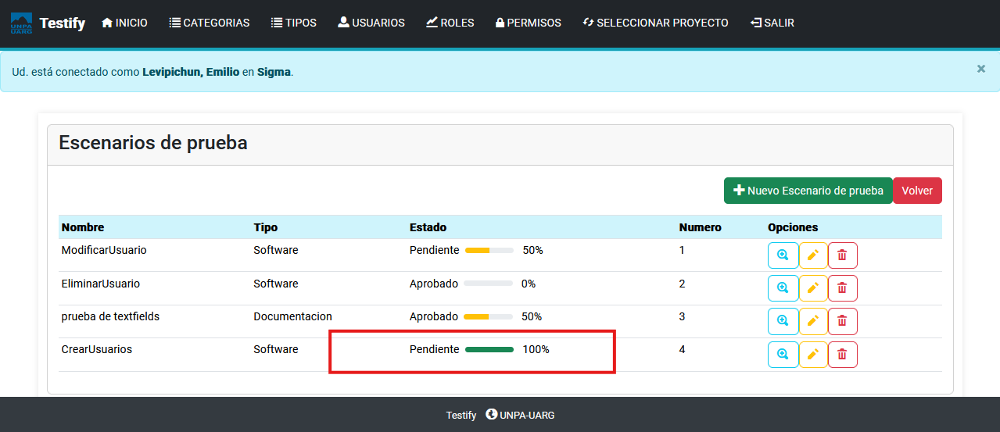 UNPA
UARG
Testify INICIO CATEGORIAS TIPOS USUARIOS ROLES PERMISOS SELECCIONAR PROYECTO SALIR
Ud. está conectado como Levipichun, Emilio en Sigma. ×
Escenarios de prueba
Nuevo Escenario de prueba Volver
Nombre Tipo Estado Numero Opciones
ModificarUsuario Software Pendiente 50% 1
EliminarUsuario Software Aprobado 0% 2
prueba de textfields Documentacion Aprobado 50% 3
CrearUsuarios Software Pendiente 100% 4
Testify UNPA-UARG